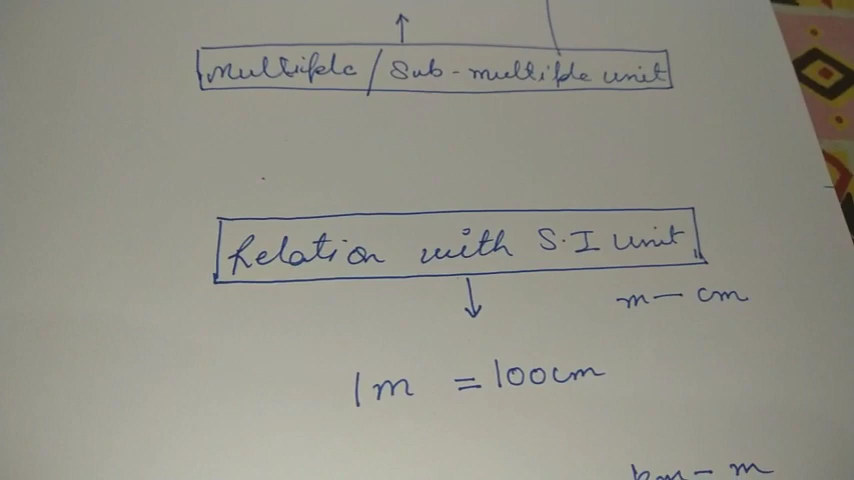 Multiple / Sub-multiple unit
Relation with S.I unit
m — cm
1m = 100cm
km - m